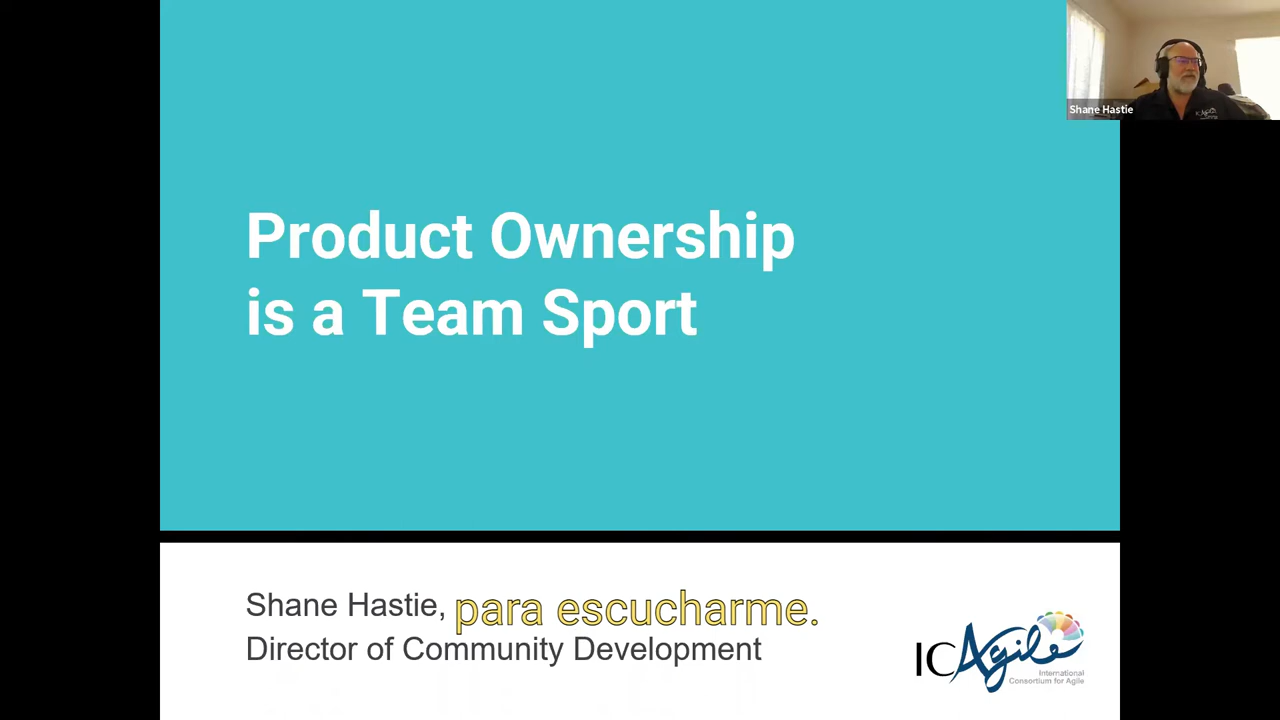 Shane Hastie
Product Ownership
is a Team Sport
Shane Hastie,
para escucharme.
Director of Community Development
ICAgile
International
Consortium for Agile